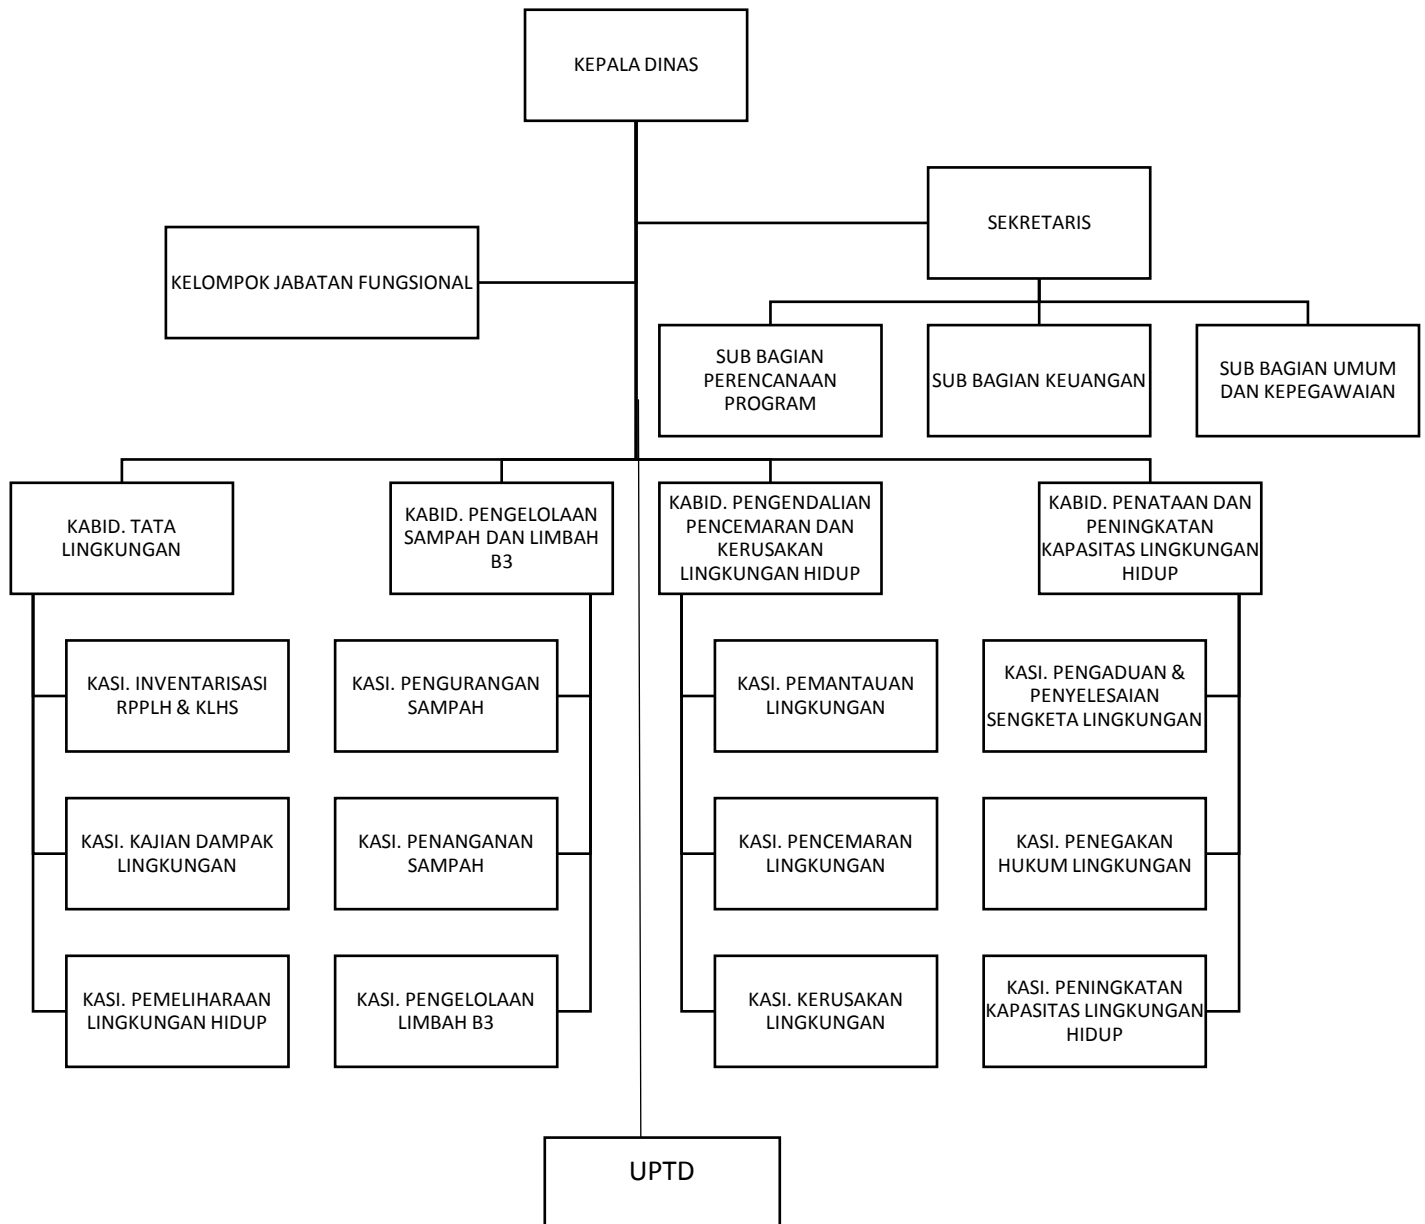 KEPALA DINAS
SEKRETARIS
KELOMPOK JABATAN FUNGSIONAL
SUB BAGIAN
PERENCANAAN
PROGRAM
SUB BAGIAN KEUANGAN
SUB BAGIAN UMUM
DAN KEPEGAWAIAN
KABID. TATA
LINGKUNGAN
KABID. PENGELOLAAN
SAMPAH DAN LIMBAH
B3
KABID. PENGENDALIAN
PENCEMARAN DAN
KERUSAKAN
LINGKUNGAN HIDUP
KABID. PENATAAN DAN
PENINGKATAN
KAPASITAS LINGKUNGAN
HIDUP
KASI. INVENTARISASI
RPPLH & KLHS
KASI. PENGURANGAN
SAMPAH
KASI. PEMANTAUAN
LINGKUNGAN
KASI. PENGADUAN &
PENYELESAIAN
SENGKETA LINGKUNGAN
KASI. KAJIAN DAMPAK
LINGKUNGAN
KASI. PENANGANAN
SAMPAH
KASI. PENCEMARAN
LINGKUNGAN
KASI. PENEGAKAN
HUKUM LINGKUNGAN
KASI. PEMELIHARAAN
LINGKUNGAN HIDUP
KASI. PENGELOLAAN
LIMBAH B3
KASI. KERUSAKAN
LINGKUNGAN
KASI. PENINGKATAN
KAPASITAS LINGKUNGAN
HIDUP
UPTD